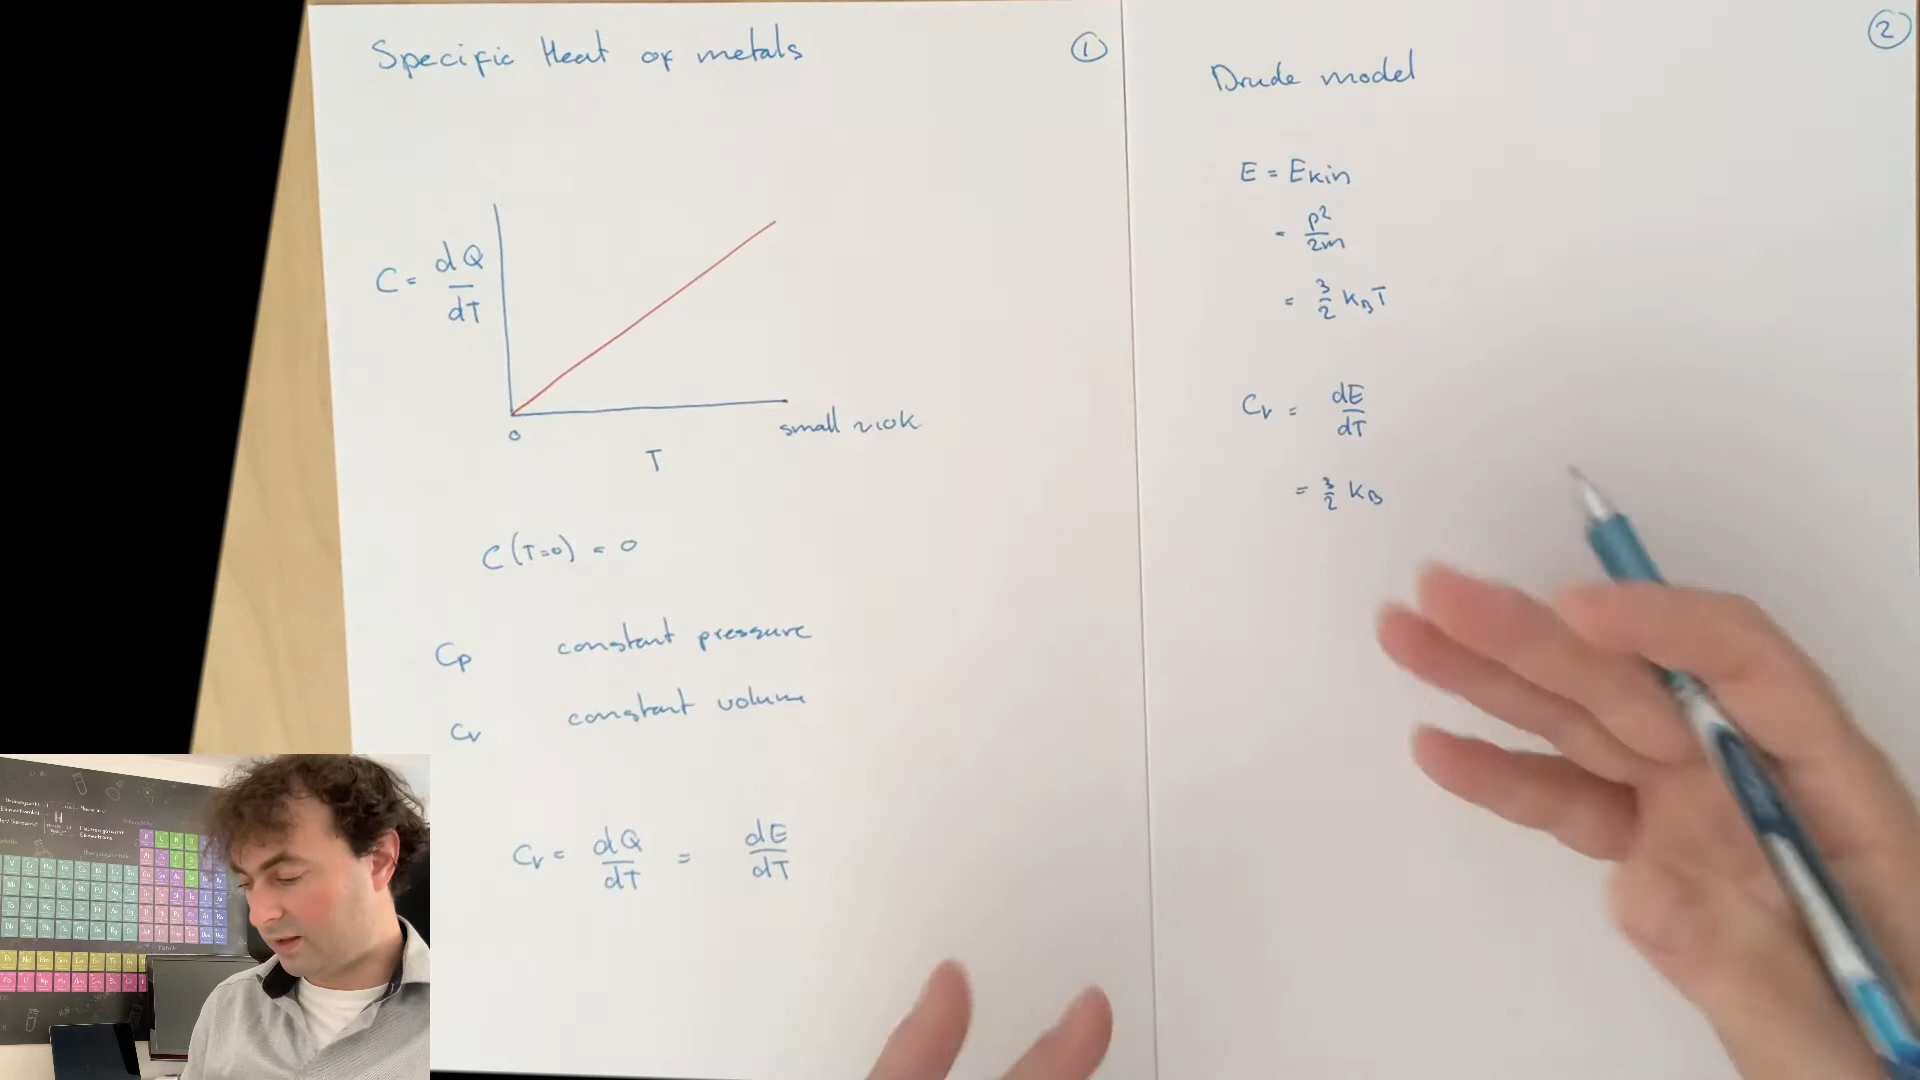 Specific Heat of metals
①
C = dQ/dT
0
T
small ~10K
C(T=0) = 0
Cp constant pressure
Cv constant volume
Cv = dQ/dT = dE/dT
②
Drude model
E = Ekin
= p²/2m
= 3/2 kBT
Cv = dE/dT
= 3/2 kB